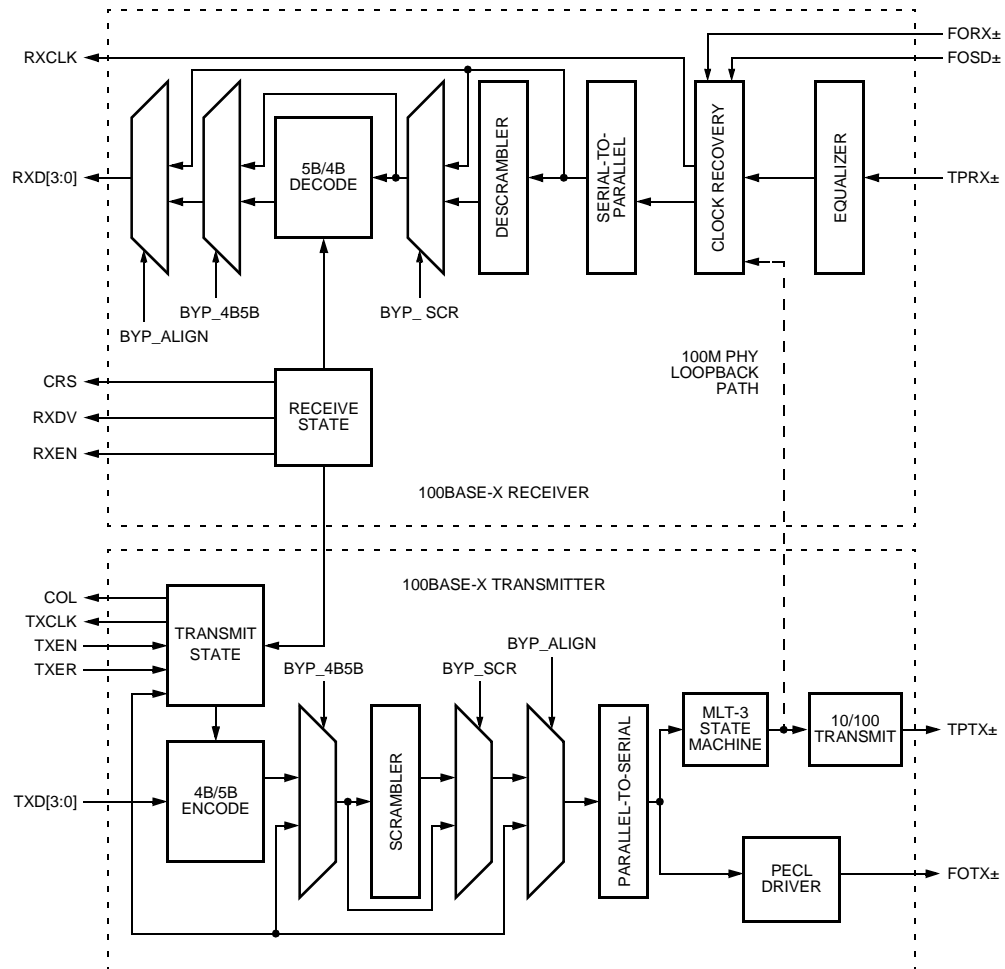 FORX±
RXCLK
FOSD±
RXD[3:0]
5B/4B
DECODE
DESCRAMBLER
SERIAL-TO-
PARALLEL
CLOCK RECOVERY
EQUALIZER
TPRX±
BYP_ALIGN
BYP_4B5B
BYP_ SCR
100M PHY
LOOPBACK
PATH
CRS
RXDV
RXEN
RECEIVE
STATE
100BASE-X RECEIVER
100BASE-X TRANSMITTER
COL
TXCLK
TXEN
TXER
TRANSMIT
STATE
BYP_4B5B
BYP_SCR
BYP_ALIGN
TXD[3:0]
4B/5B
ENCODE
SCRAMBLER
PARALLEL-TO-SERIAL
MLT-3
STATE
MACHINE
10/100
TRANSMIT
TPTX±
PECL
DRIVER
FOTX±